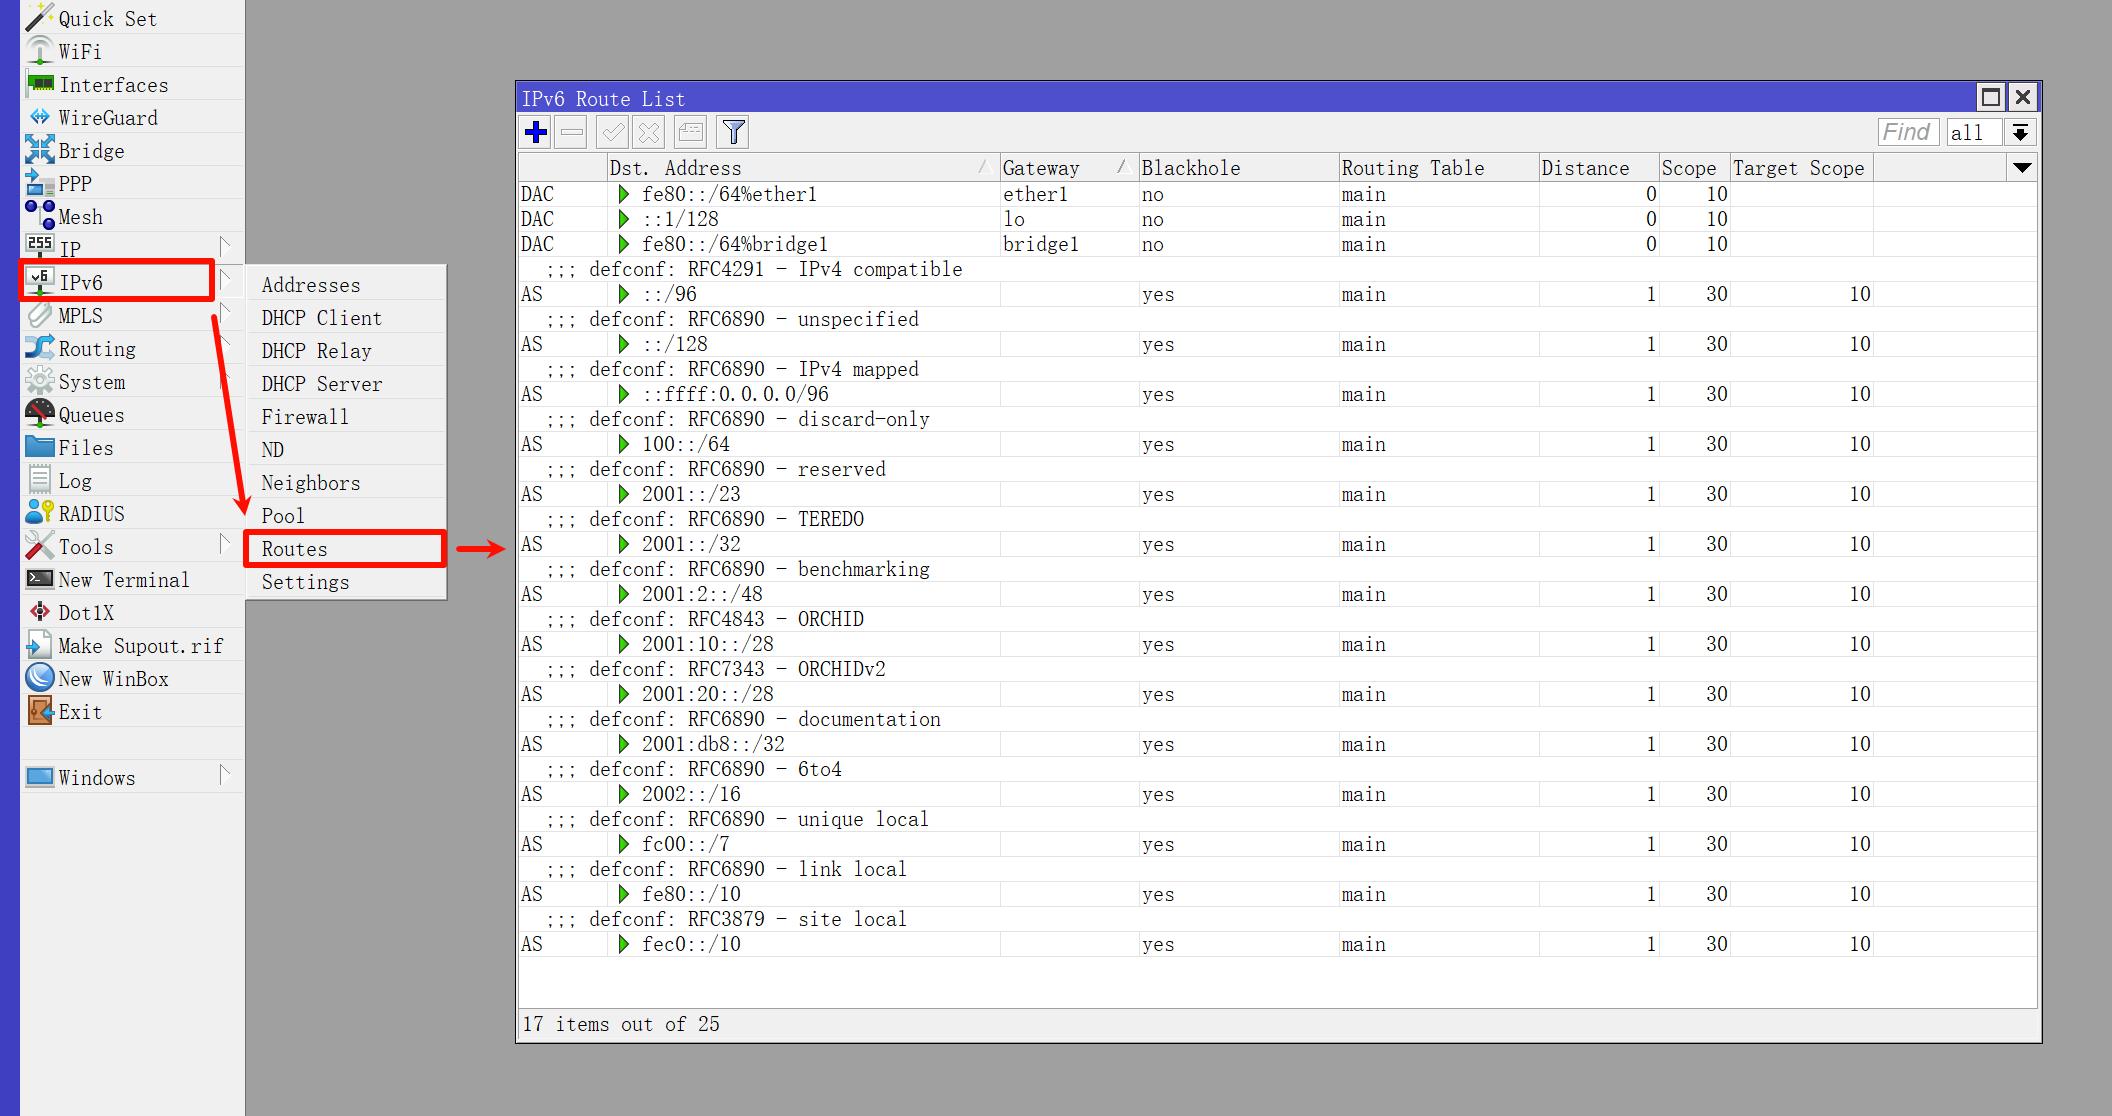 Quick Set
WiFi
Interfaces
WireGuard
Bridge
PPP
Mesh
255 IP
v6 IPv6
MPLS
Routing
System
Queues
Files
Log
RADIUS
Tools
New Terminal
Dot1X
Make Supout.rif
New WinBox
Exit
Windows
Addresses
DHCP Client
DHCP Relay
DHCP Server
Firewall
ND
Neighbors
Pool
Routes
Settings
IPv6 Route List
Find all
Dst. Address Gateway Blackhole Routing Table Distance Scope Target Scope
DAC fe80::/64%ether1 ether1 no main 0 10
DAC ::1/128 lo no main 0 10
DAC fe80::/64%bridge1 bridge1 no main 0 10
;;; defconf: RFC4291 - IPv4 compatible
AS ::/96 yes main 1 30 10
;;; defconf: RFC6890 - unspecified
AS ::/128 yes main 1 30 10
;;; defconf: RFC6890 - IPv4 mapped
AS ::ffff:0.0.0.0/96 yes main 1 30 10
;;; defconf: RFC6890 - discard-only
AS 100::/64 yes main 1 30 10
;;; defconf: RFC6890 - reserved
AS 2001::/23 yes main 1 30 10
;;; defconf: RFC6890 - TEREDO
AS 2001::/32 yes main 1 30 10
;;; defconf: RFC6890 - benchmarking
AS 2001:2::/48 yes main 1 30 10
;;; defconf: RFC4843 - ORCHID
AS 2001:10::/28 yes main 1 30 10
;;; defconf: RFC7343 - ORCHIDv2
AS 2001:20::/28 yes main 1 30 10
;;; defconf: RFC6890 - documentation
AS 2001:db8::/32 yes main 1 30 10
;;; defconf: RFC6890 - 6to4
AS 2002::/16 yes main 1 30 10
;;; defconf: RFC6890 - unique local
AS fc00::/7 yes main 1 30 10
;;; defconf: RFC6890 - link local
AS fe80::/10 yes main 1 30 10
;;; defconf: RFC3879 - site local
AS fec0::/10 yes main 1 30 10
17 items out of 25